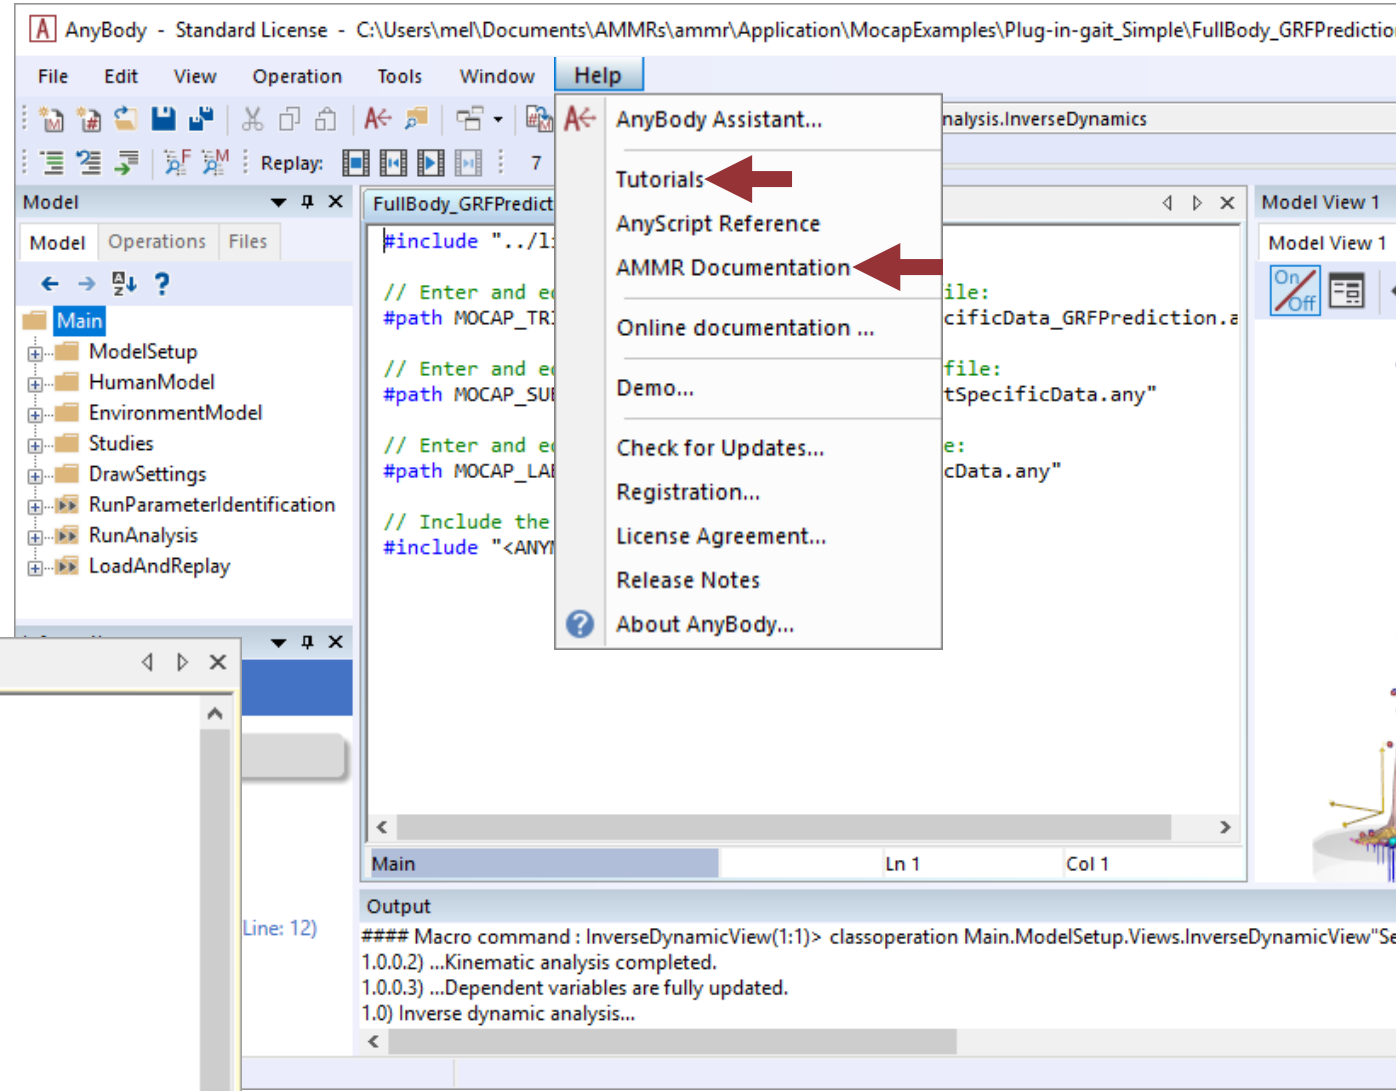 AnyBody - Standard License - C:\Users\mel\Documents\AMMRs\ammr\Application\MocapExamples\Plug-in-gait_Simple\FullBody_GRFPrediction
File Edit View Operation Tools Window Help
nalysis.InverseDynamics
Replay: 7
AnyBody Assistant...
Tutorials
AnyScript Reference
AMMR Documentation
Online documentation ...
Demo...
Check for Updates...
Registration...
License Agreement...
Release Notes
About AnyBody...
Model
Model Operations Files
Main
ModelSetup
HumanModel
EnvironmentModel
Studies
DrawSettings
RunParameterIdentification
RunAnalysis
LoadAndReplay
Line: 12)
FullBody_GRFPredict
#include "../l
// Enter and e ile:
#path MOCAP_TR cificData_GRFPrediction.a
// Enter and e file:
#path MOCAP_SU tSpecificData.any"
// Enter and e e:
#path MOCAP_LA cData.any"
// Include the
#include "<ANY
Main Ln 1 Col 1
Model View 1
Model View 1
On/Off
Output
#### Macro command : InverseDynamicView(1:1)> classoperation Main.ModelSetup.Views.InverseDynamicView"Se
1.0.0.2) ...Kinematic analysis completed.
1.0.0.3) ...Dependent variables are fully updated.
1.0) Inverse dynamic analysis...